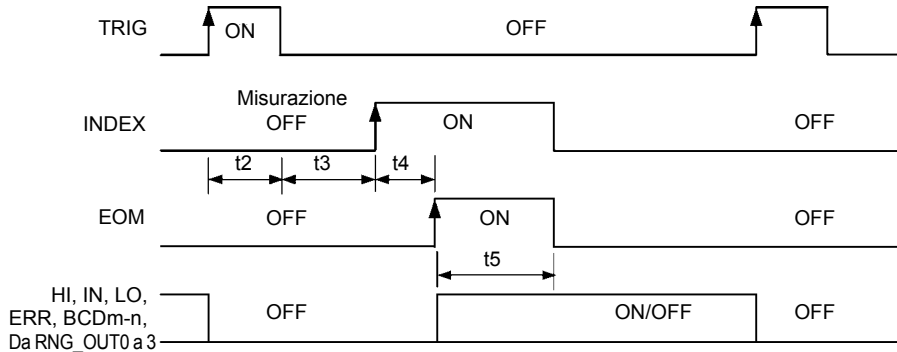 TRIG ON OFF
Misurazione
INDEX OFF ON OFF
t2 t3 t4
EOM OFF ON OFF
t5
HI, IN, LO,
ERR, BCDm-n, OFF ON/OFF OFF
Da RNG_OUT0 a 3